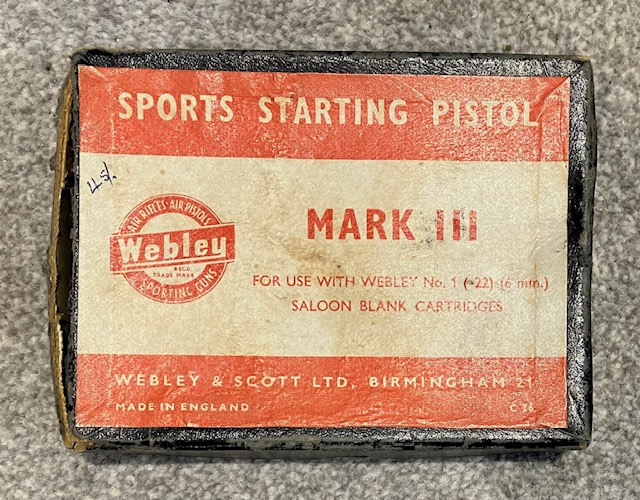 SPORTS STARTING PISTOL
45/.
AIR RIFLES AIR PISTOLS
Webley
REGD.
TRADE MARK
SPORTING GUNS
MARK III
FOR USE WITH WEBLEY No. 1 (·22) (6 mm.)
SALOON BLANK CARTRIDGES
WEBLEY & SCOTT LTD, BIRMINGHAM 21
MADE IN ENGLAND